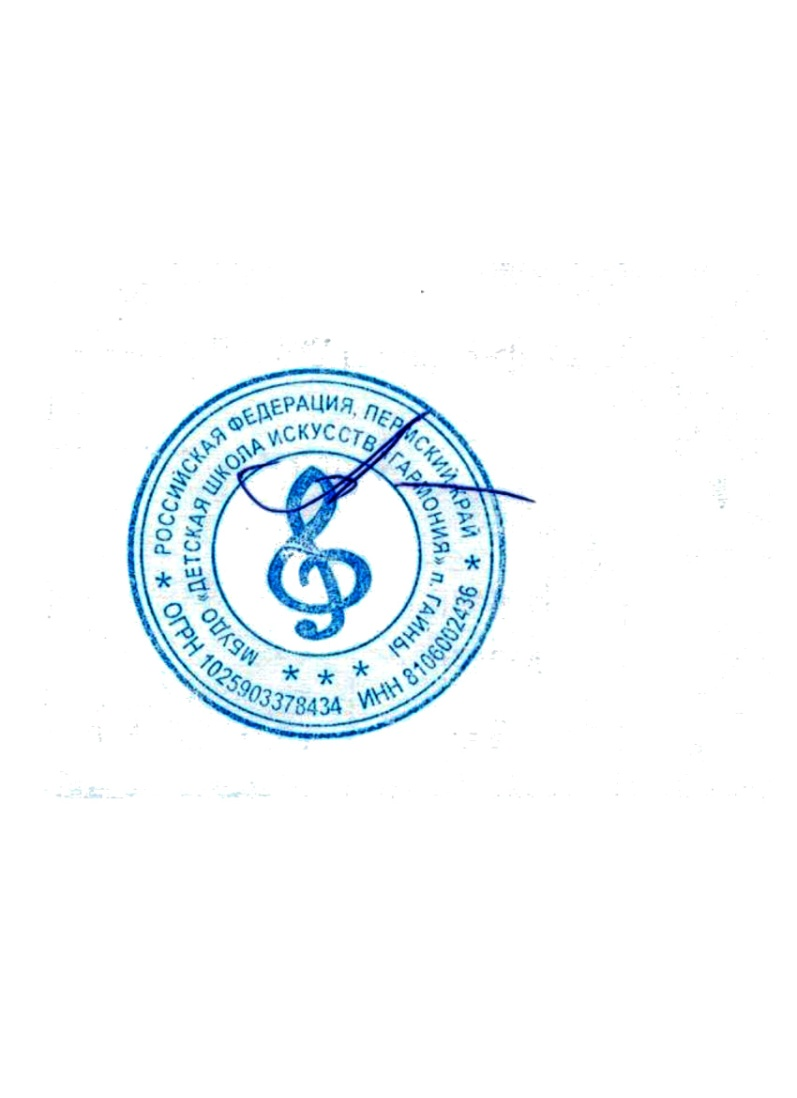 * РОССИЙСКАЯ ФЕДЕРАЦИЯ, ПЕРМСКИЙ КРАЙ *
ОГРН 1025903378434 ИНН 8106002436
МБУДО «ДЕТСКАЯ ШКОЛА ИСКУССТВ «ГАРМОНИЯ» п. ГАЙНЫ
* * *